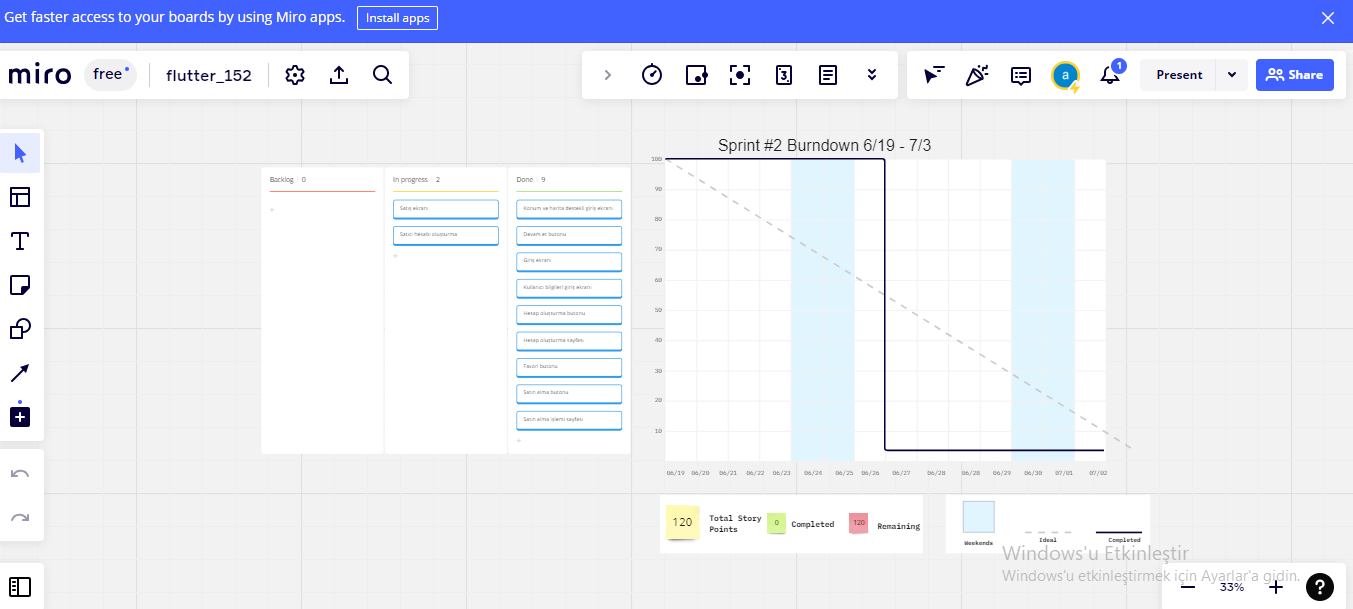 Get faster access to your boards by using Miro apps. Install apps
miro free flutter_152
3
a
1
Present
Share
Sprint #2 Burndown 6/19 - 7/3
Backlog 0
+
In progress 2
Satış ekranı
Satıcı hesabı oluşturma
+
Done 9
Konum ve harita destekli giriş ekranı
Devam et butonu
Giriş ekranı
Kullanıcı bilgileri giriş ekranı
Hesap oluşturma butonu
Hesap oluşturma sayfası
Favori butonu
Satın alma butonu
Satın alma işlemi sayfası
+
100
90
80
70
60
50
40
30
20
10
06/19 06/20 06/21 06/22 06/23 06/24 06/25 06/26 06/27 06/28 06/28 06/29 06/30 07/01 07/02
120 Total Story
Points
0 Completed
120 Remaining
Weekends
Ideal
Completed
Windows'u Etkinleştir
Windows'u etkinleştirmek için Ayarlar'a gidin.
33%
?